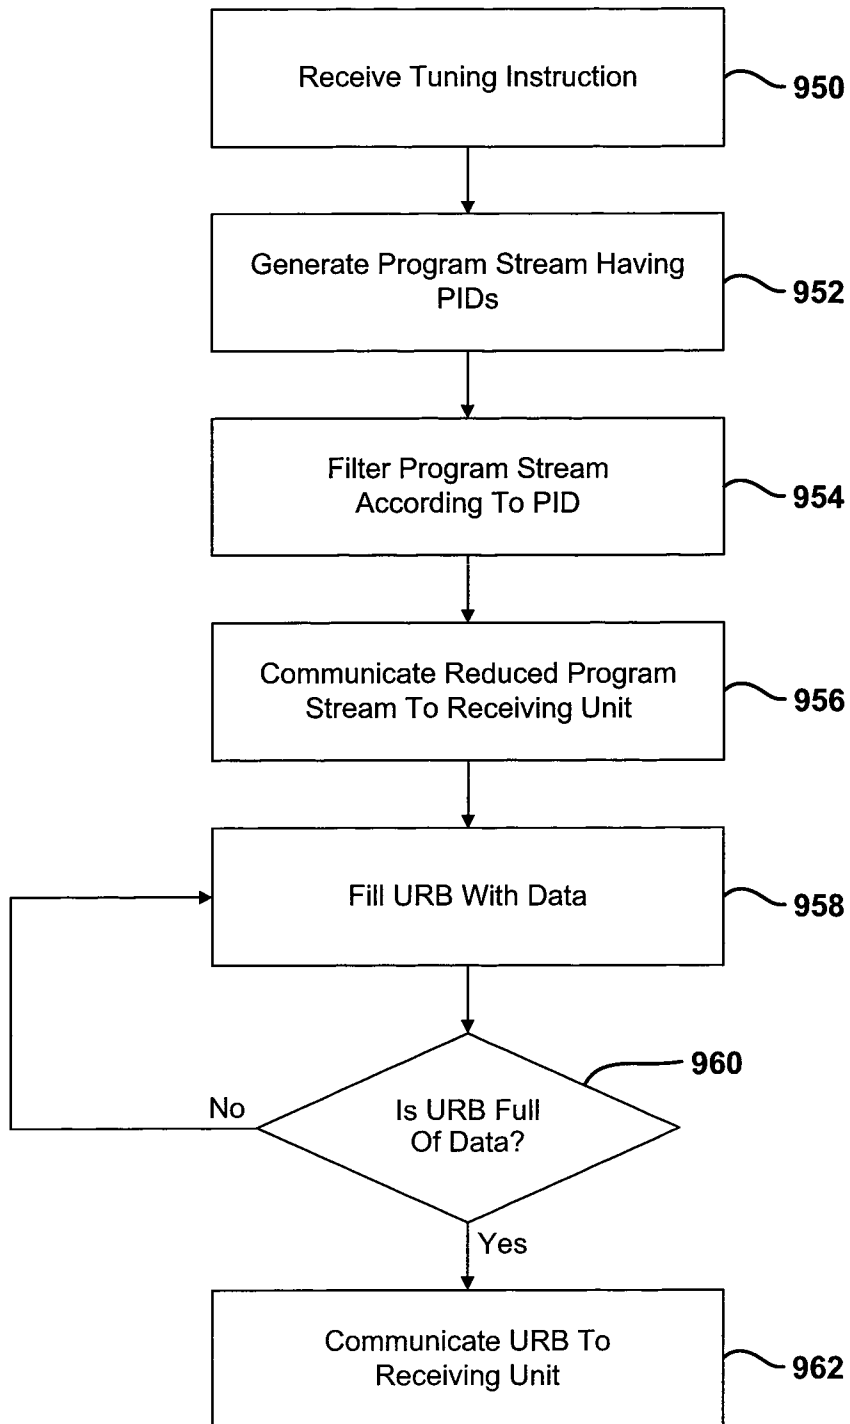 Receive Tuning Instruction
950
Generate Program Stream Having
PIDs
952
Filter Program Stream
According To PID
954
Communicate Reduced Program
Stream To Receiving Unit
956
Fill URB With Data
958
960
Is URB Full
Of Data?
No
Yes
Communicate URB To
Receiving Unit
962